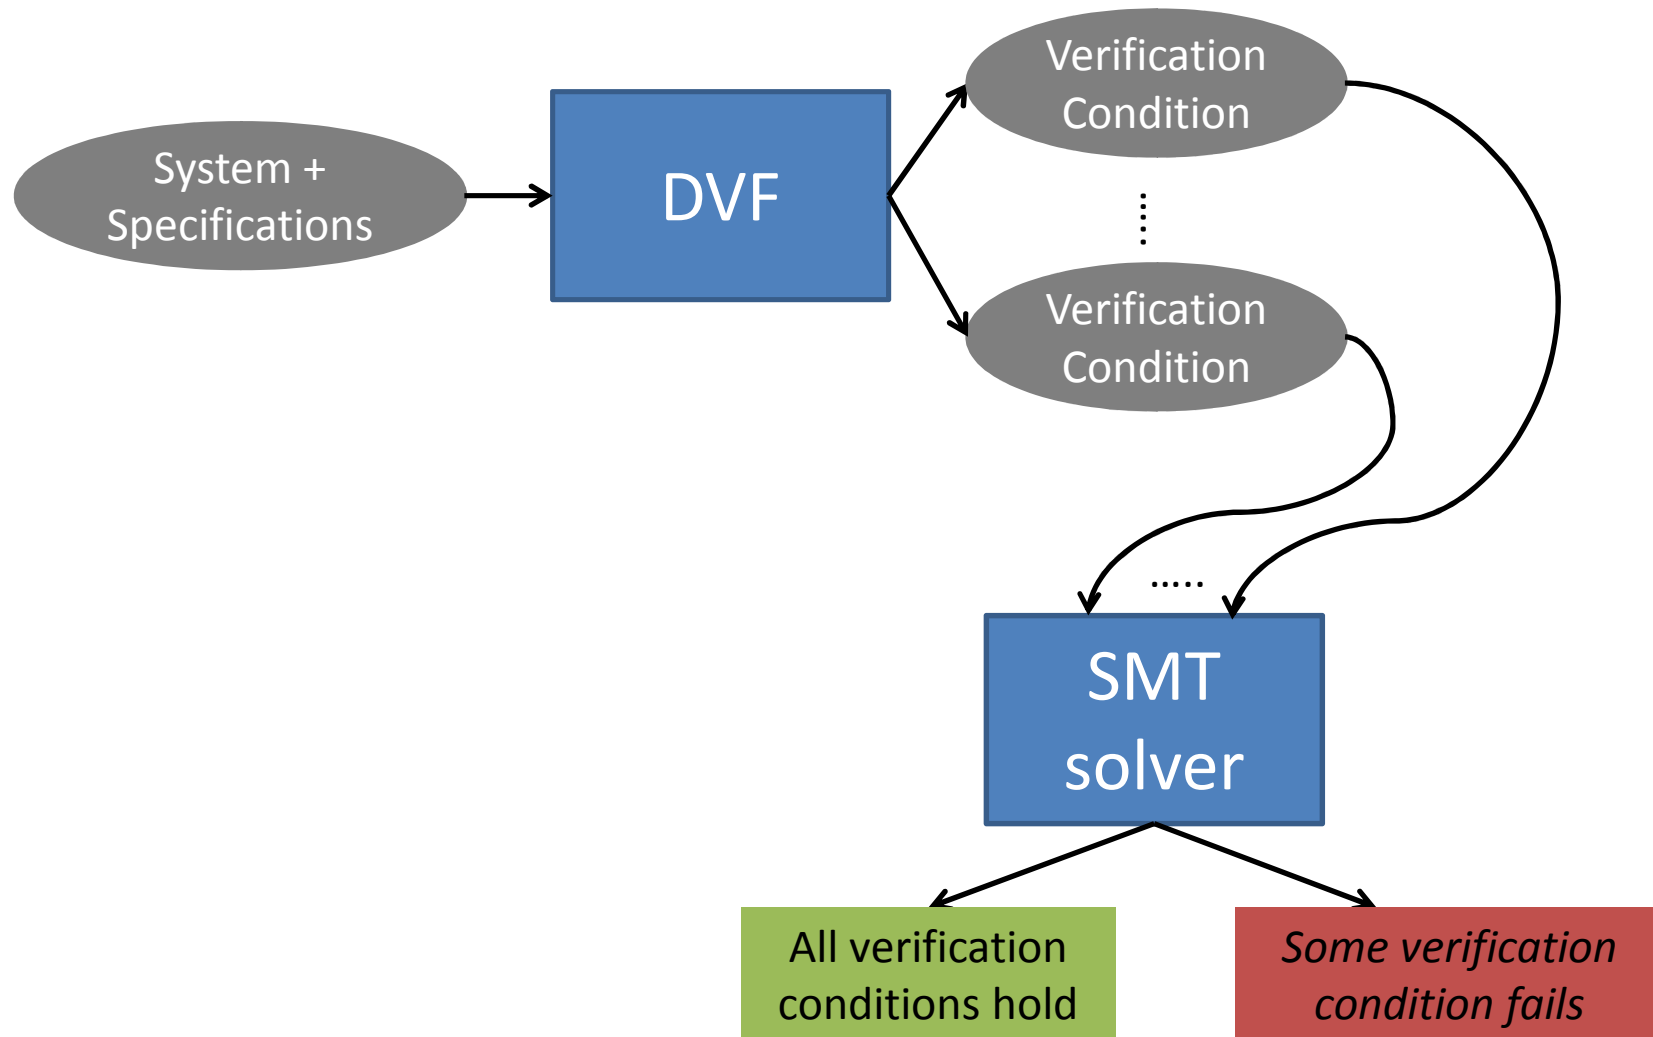 System +
Specifications
DVF
Verification
Condition
......
Verification
Condition
.....
SMT
solver
All verification
conditions hold
Some verification
condition fails